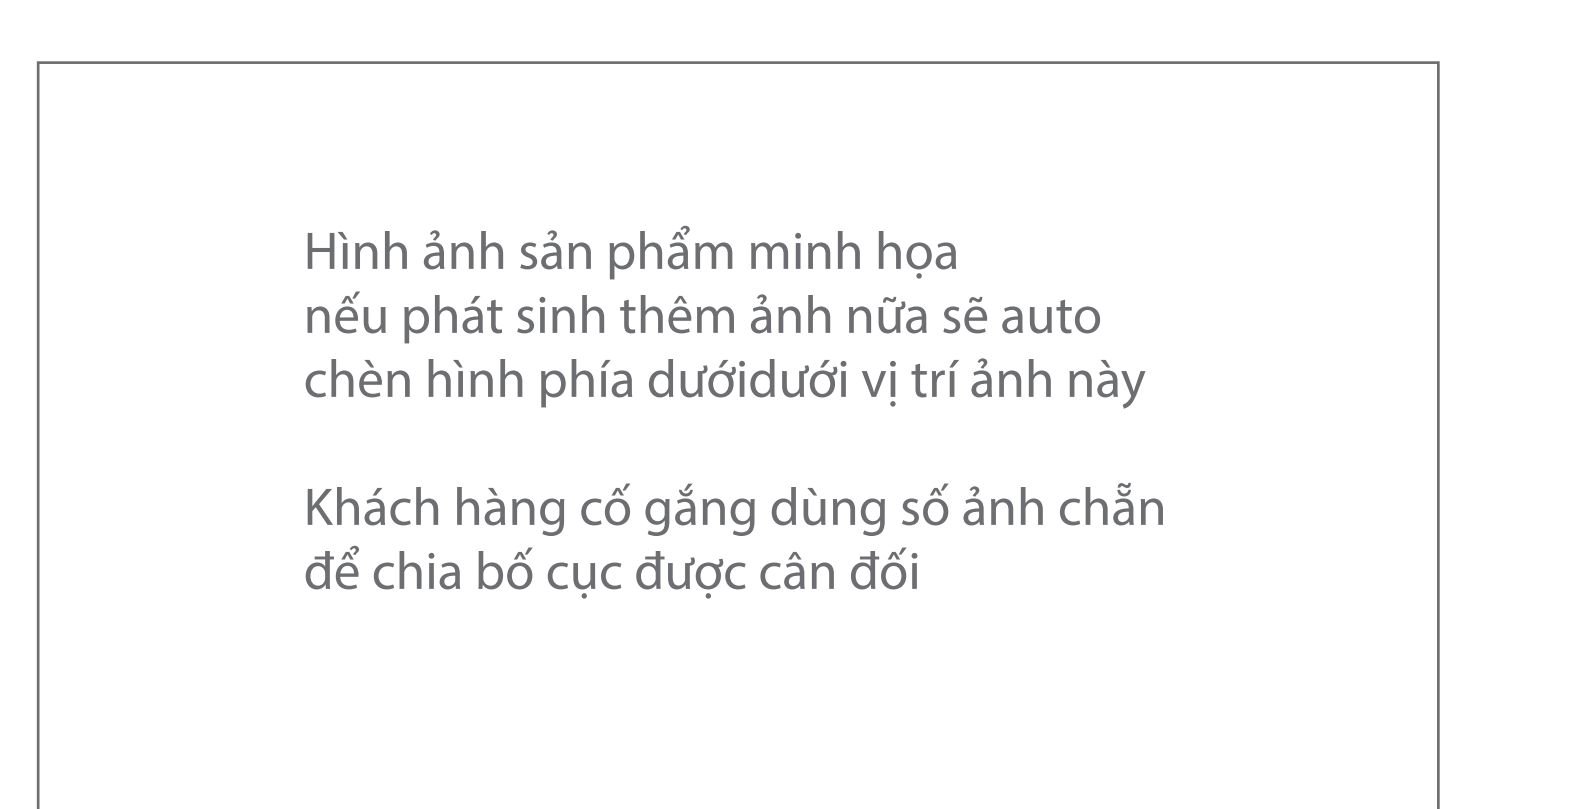 Hình ảnh sản phẩm minh họa
nếu phát sinh thêm ảnh nữa sẽ auto
chèn hình phía dướidưới vị trí ảnh này
Khách hàng cố gắng dùng số ảnh chẵn
để chia bố cục được cân đối